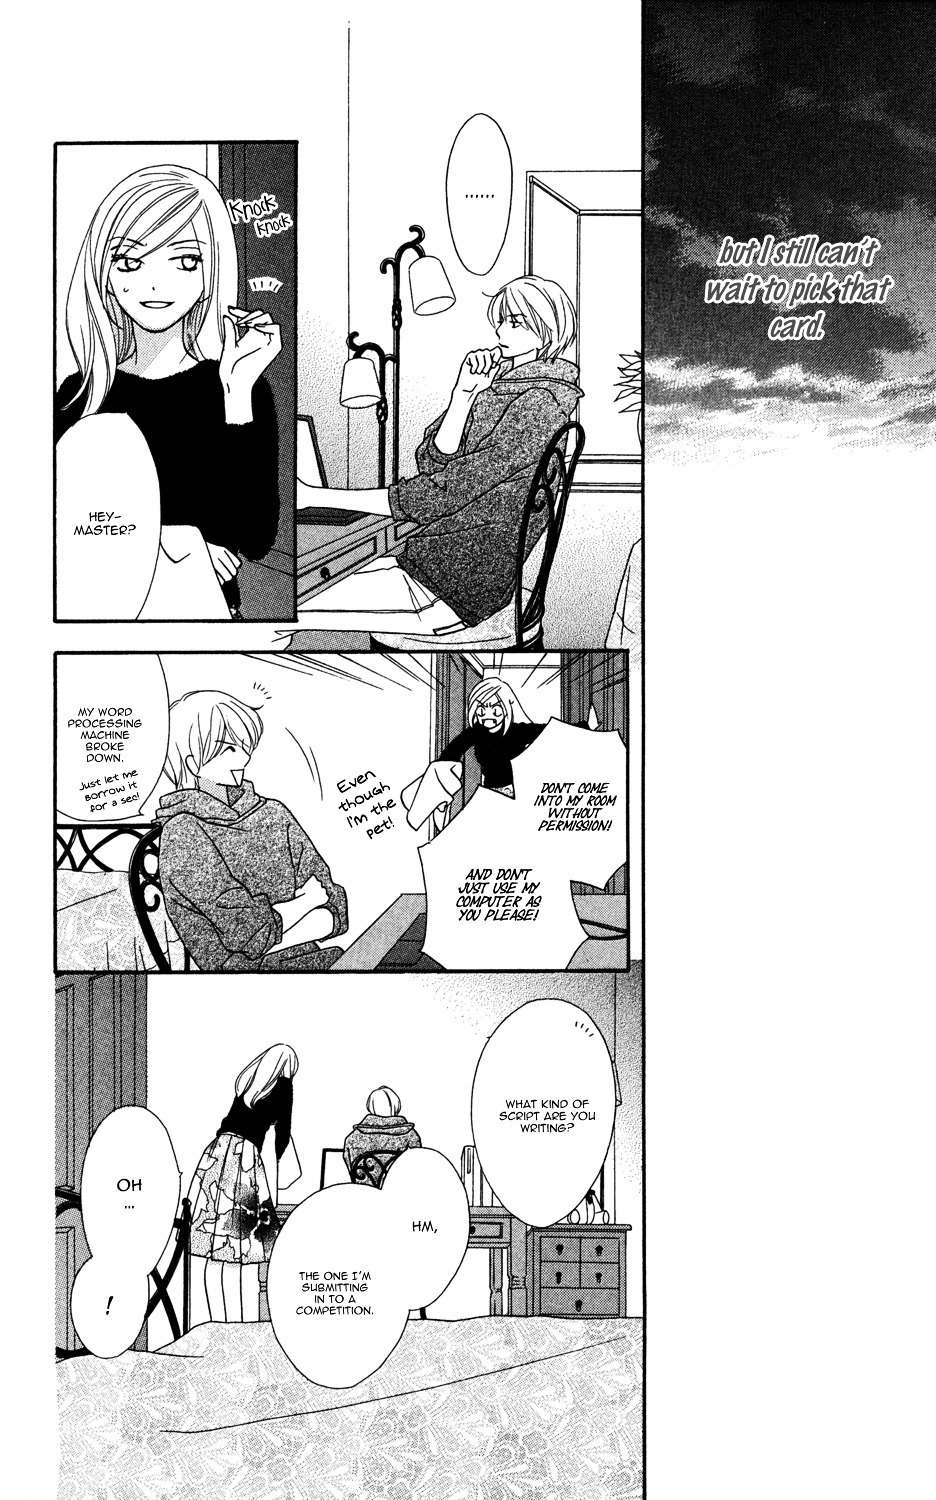 but I still can't
wait to pick that
card.
......
Knock
knock
HEY-
MASTER?
DON'T COME
INTO MY ROOM
WITHOUT
PERMISSION!
AND DON'T
JUST USE MY
COMPUTER AS
YOU PLEASE!
Even
though
I'm the
pet!
MY WORD
PROCESSING
MACHINE
BROKE
DOWN.
Just let me
borrow it
for a sec!
WHAT KIND OF
SCRIPT ARE YOU
WRITING?
HM,
THE ONE I'M
SUBMITTING
IN TO A
COMPETITION.
OH
...
!